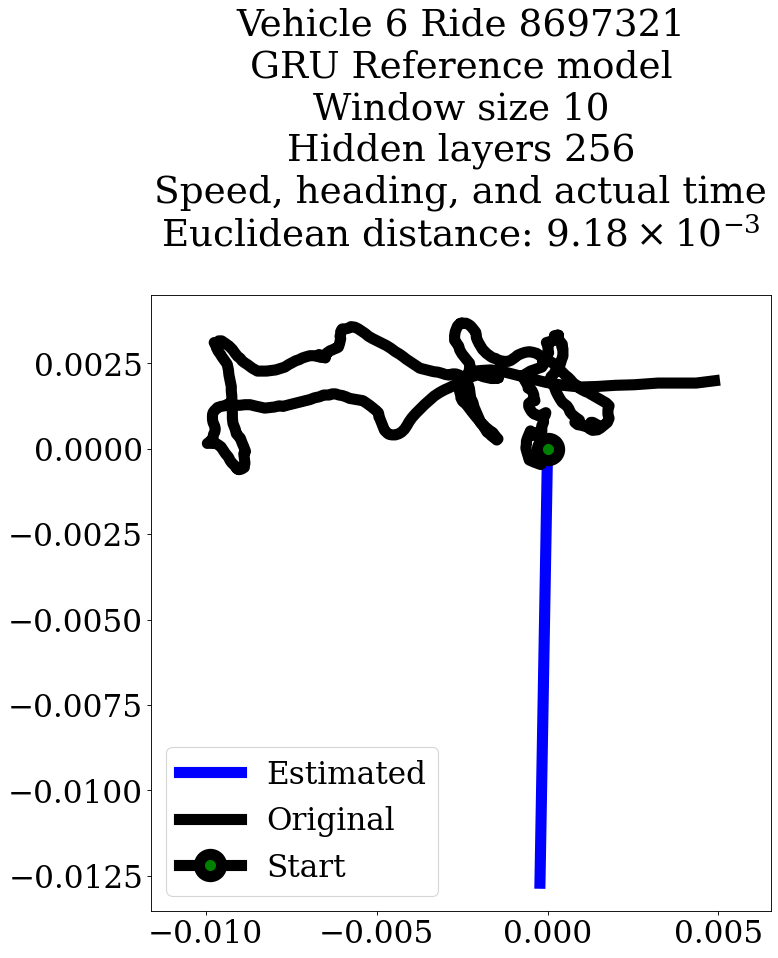 Vehicle 6 Ride 8697321
GRU Reference model
Window size 10
Hidden layers 256
Speed, heading, and actual time
Euclidean distance: 9.18 × 10⁻³
0.0025
0.0000
−0.0025
−0.0050
−0.0075
−0.0100
−0.0125
Estimated
Original
Start
−0.010 −0.005 0.000 0.005